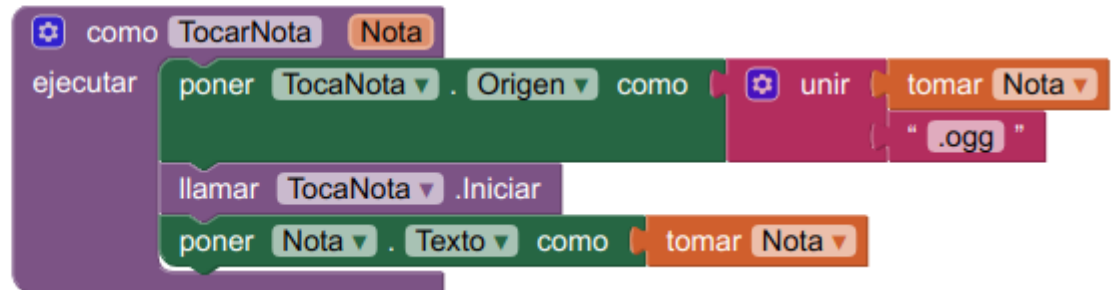 como TocarNota Nota
ejecutar poner TocaNota . Origen como unir tomar Nota
“ .ogg ”
llamar TocaNota .Iniciar
poner Nota . Texto como tomar Nota